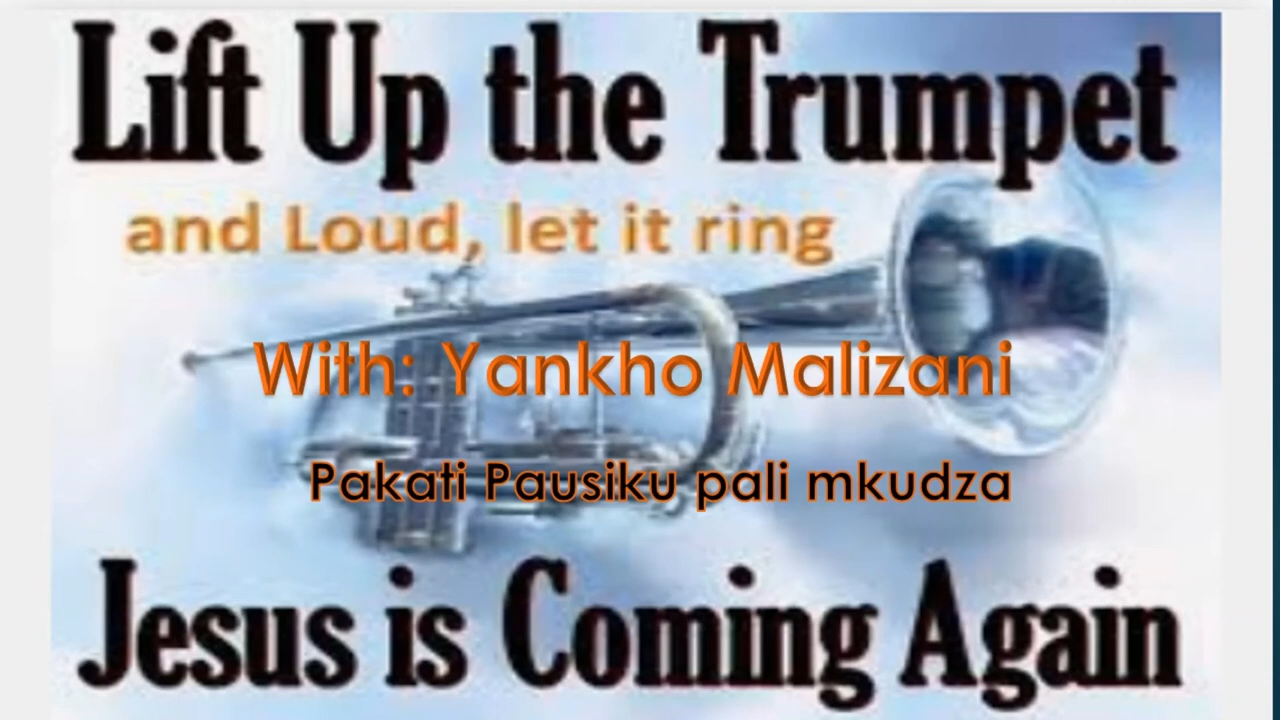 Lift Up the Trumpet
and Loud, let it ring
With: Yankho Malizani
Pakati Pausiku pali mkudza
Jesus is Coming Again